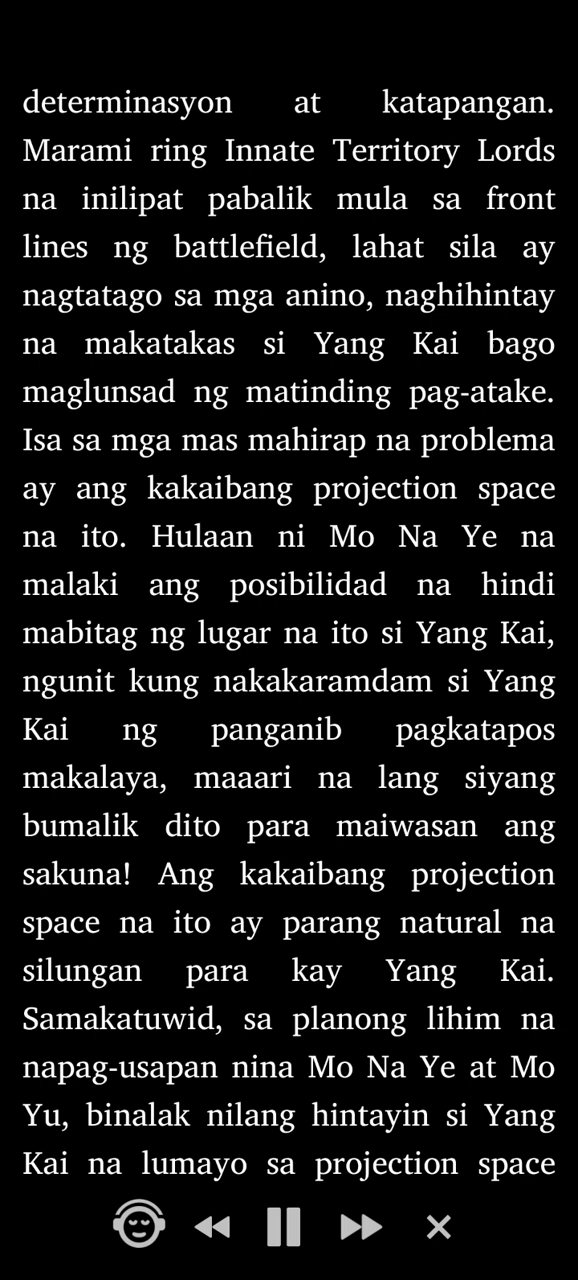 determinasyon at katapangan.
Marami ring Innate Territory Lords
na inilipat pabalik mula sa front
lines ng battlefield, lahat sila ay
nagtatago sa mga anino, naghihintay
na makatakas si Yang Kai bago
maglunsad ng matinding pag-atake.
Isa sa mga mas mahirap na problema
ay ang kakaibang projection space
na ito. Hulaan ni Mo Na Ye na
malaki ang posibilidad na hindi
mabitag ng lugar na ito si Yang Kai,
ngunit kung nakakaramdam si Yang
Kai ng panganib pagkatapos
makalaya, maaari na lang siyang
bumalik dito para maiwasan ang
sakuna! Ang kakaibang projection
space na ito ay parang natural na
silungan para kay Yang Kai.
Samakatuwid, sa planong lihim na
napag-usapan nina Mo Na Ye at Mo
Yu, binalak nilang hintayin si Yang
Kai na lumayo sa projection space